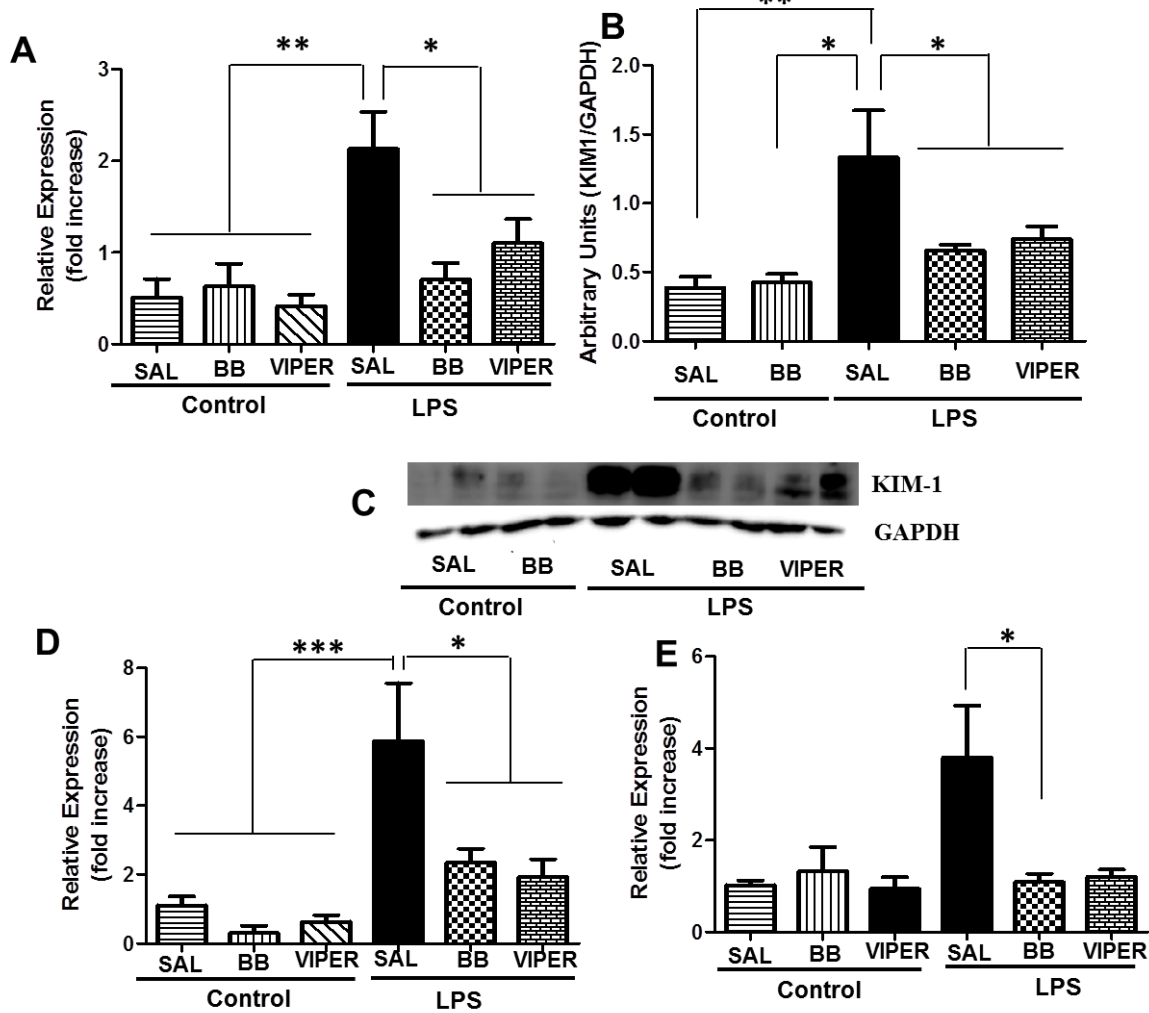 A
** *
Relative Expression
(fold increase)
3
2
1
0
SAL BB VIPER SAL BB VIPER
Control LPS
B
**
* *
Arbitrary Units (KIM1/GAPDH)
2.0
1.5
1.0
0.5
0.0
SAL BB SAL BB VIPER
Control LPS
C
KIM-1
GAPDH
SAL BB SAL BB VIPER
Control LPS
D
*** *
Relative Expression
(fold increase)
8
6
4
2
0
SAL BB VIPER SAL BB VIPER
Control LPS
E
*
Relative Expression
(fold increase)
6
4
2
0
SAL BB VIPER SAL BB VIPER
Control LPS